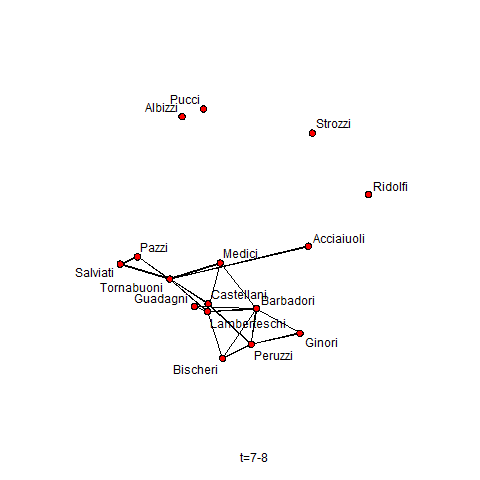 Pucci
Albizzi
Strozzi
Ridolfi
Acciaiuoli
Pazzi
Medici
Salviati
Tornabuoni
Castellani
Guadagni
Barbadori
Lamberteschi
Ginori
Peruzzi
Bischeri
t=7-8